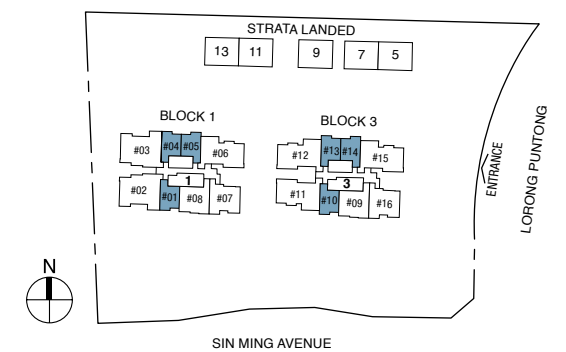 STRATA LANDED
13 11 9 7 5
BLOCK 1
#03 #04 #05 #06
1
#02 #01 #08 #07
BLOCK 3
#12 #13 #14 #15
3
#11 #10 #09 #16
ENTRANCE
LORONG PUNTONG
N
SIN MING AVENUE